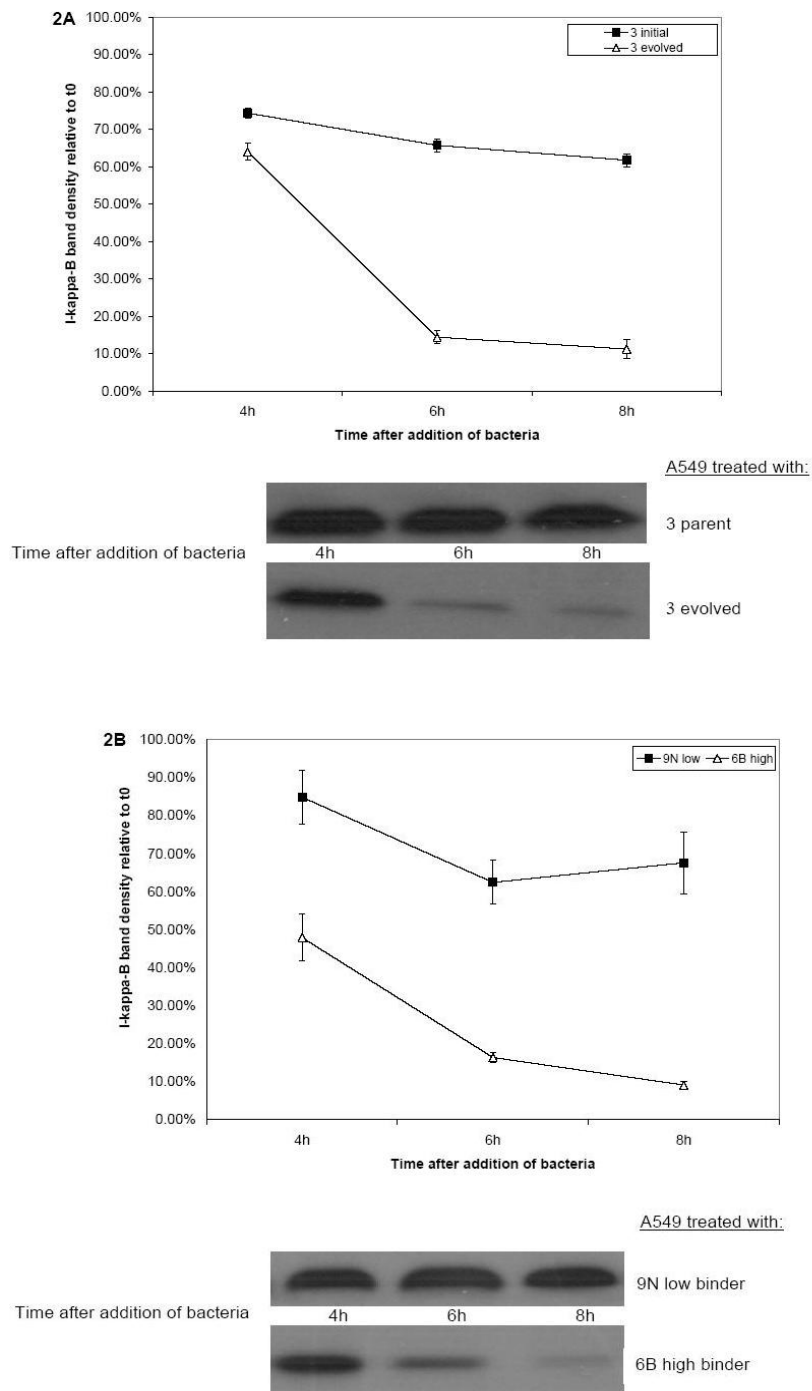 2A
100.00%
90.00%
80.00%
70.00%
60.00%
50.00%
40.00%
30.00%
20.00%
10.00%
0.00%
I-kappa-B band density relative to t0
3 initial
3 evolved
4h 6h 8h
Time after addition of bacteria
A549 treated with:
3 parent
Time after addition of bacteria 4h 6h 8h
3 evolved
2B
100.00%
90.00%
80.00%
70.00%
60.00%
50.00%
40.00%
30.00%
20.00%
10.00%
0.00%
I-kappa-B band density relative to t0
9N low 6B high
4h 6h 8h
Time after addition of bacteria
A549 treated with:
9N low binder
Time after addition of bacteria 4h 6h 8h
6B high binder